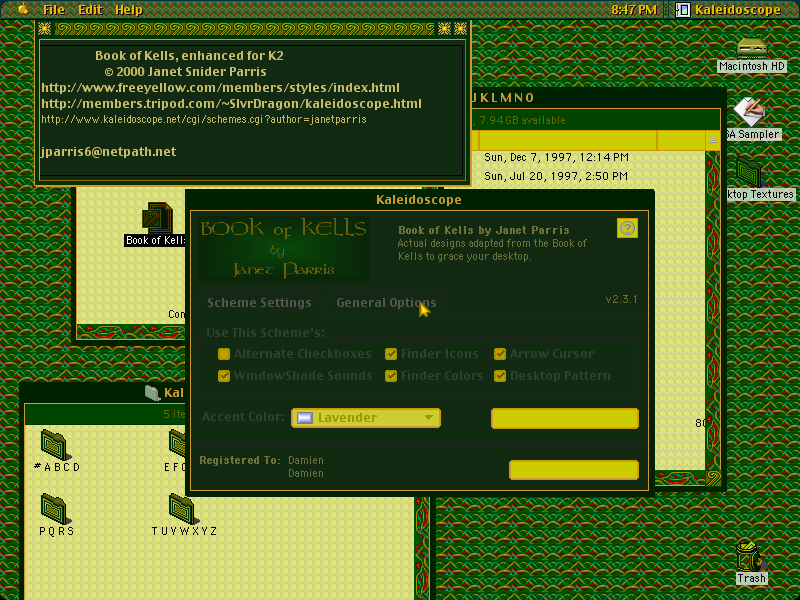 File Edit Help
8:47 PM Kaleidoscope
Book of Kells, enhanced for K2
© 2000 Janet Snider Parris
http://www.freeyellow.com/members/styles/index.html
http://members.tripod.com/~SlvrDragon/kaleidoscope.html
http://www.kaleidoscope.net/cgi/schemes.cgi?author=janetparris
jparris6@netpath.net
Macintosh HD
JKLMNO
7.94GB available
Sun, Dec 7, 1997, 12:14 PM
Sun, Jul 20, 1997, 2:50 PM
SA Sampler
ktop Textures
Book of Kells
Con
Kaleidoscope
BOOK of KELLS
by
JANET PARRIS
Book of Kells by Janet Parris
Actual designs adapted from the Book of
Kells to grace your desktop.
?
Scheme Settings General Options
v2.3.1
Use This Scheme's:
Alternate Checkboxes Finder Icons Arrow Cursor
WindowShade Sounds Finder Colors Desktop Pattern
Accent Color: Lavender
80
Registered To: Damien
Damien
Kal
5 ite
#ABCD
EFG
PQRS
TUVWXYZ
Trash